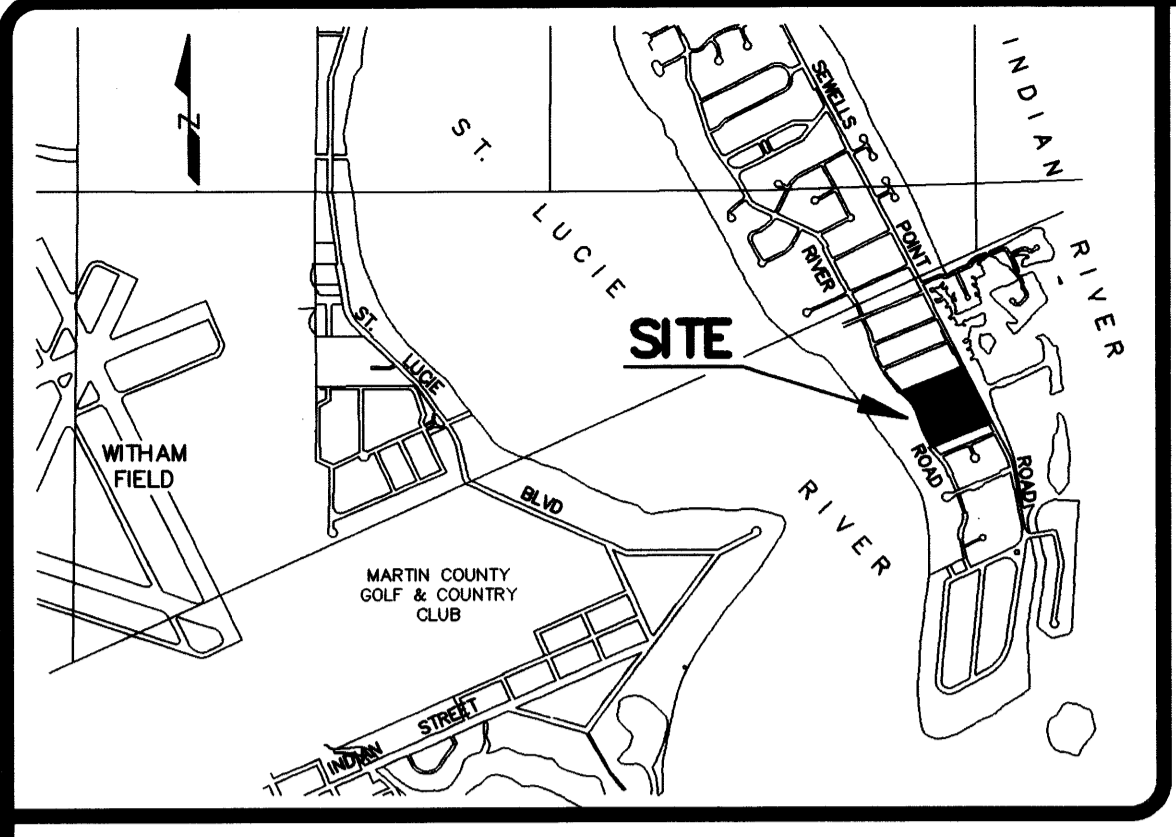 N
ST.
LUCIE
RIVER
INDIAN
RIVER
SEWELLS
POINT
ROAD
RIVER
ROAD
SITE
ST.
LUCIE
BLVD
WITHAM
FIELD
MARTIN COUNTY
GOLF & COUNTRY
CLUB
INDIAN
STREET